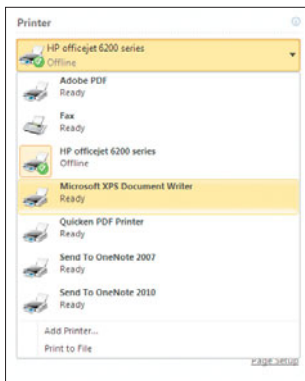 Printer
HP officejet 6200 series
Offline
Adobe PDF
Ready
Fax
Ready
HP officejet 6200 series
Offline
Microsoft XPS Document Writer
Ready
Quicken PDF Printer
Ready
Send To OneNote 2007
Ready
Send To OneNote 2010
Ready
Add Printer...
Print to File
Page Setup